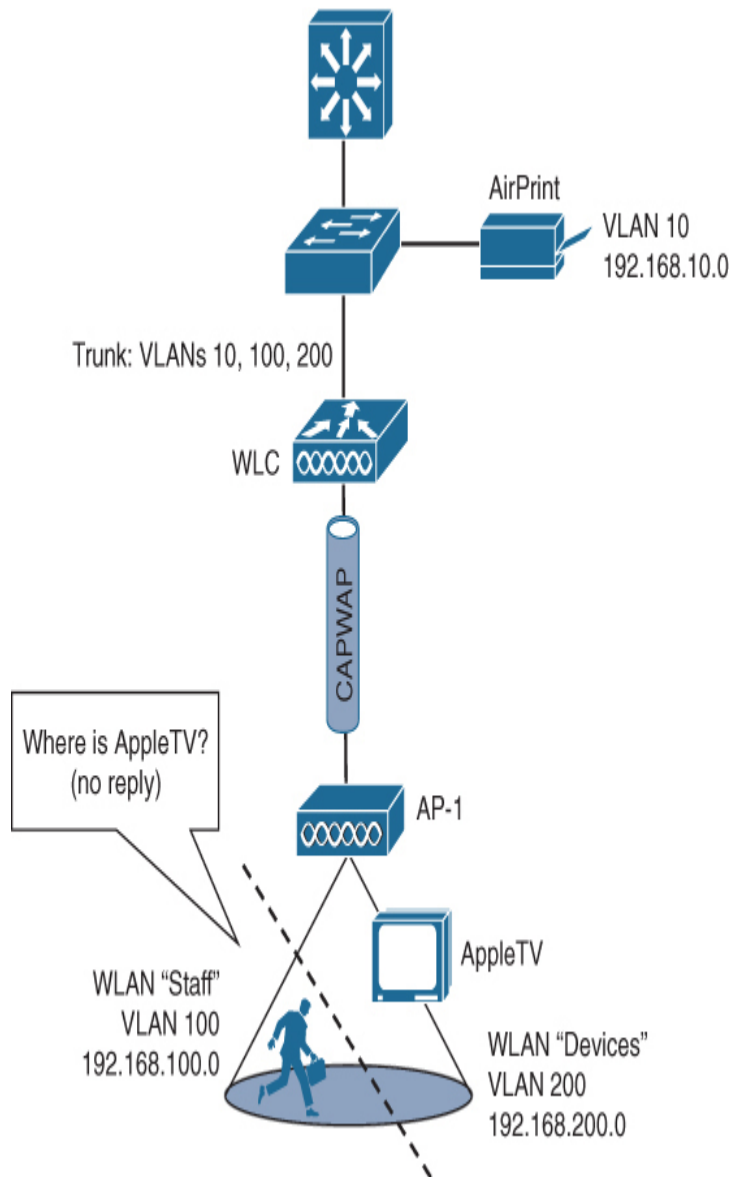 AirPrint
VLAN 10
192.168.10.0
Trunk: VLANs 10, 100, 200
WLC
CAPWAP
Where is AppleTV?
(no reply)
AP-1
AppleTV
WLAN “Staff”
VLAN 100
192.168.100.0
WLAN “Devices”
VLAN 200
192.168.200.0